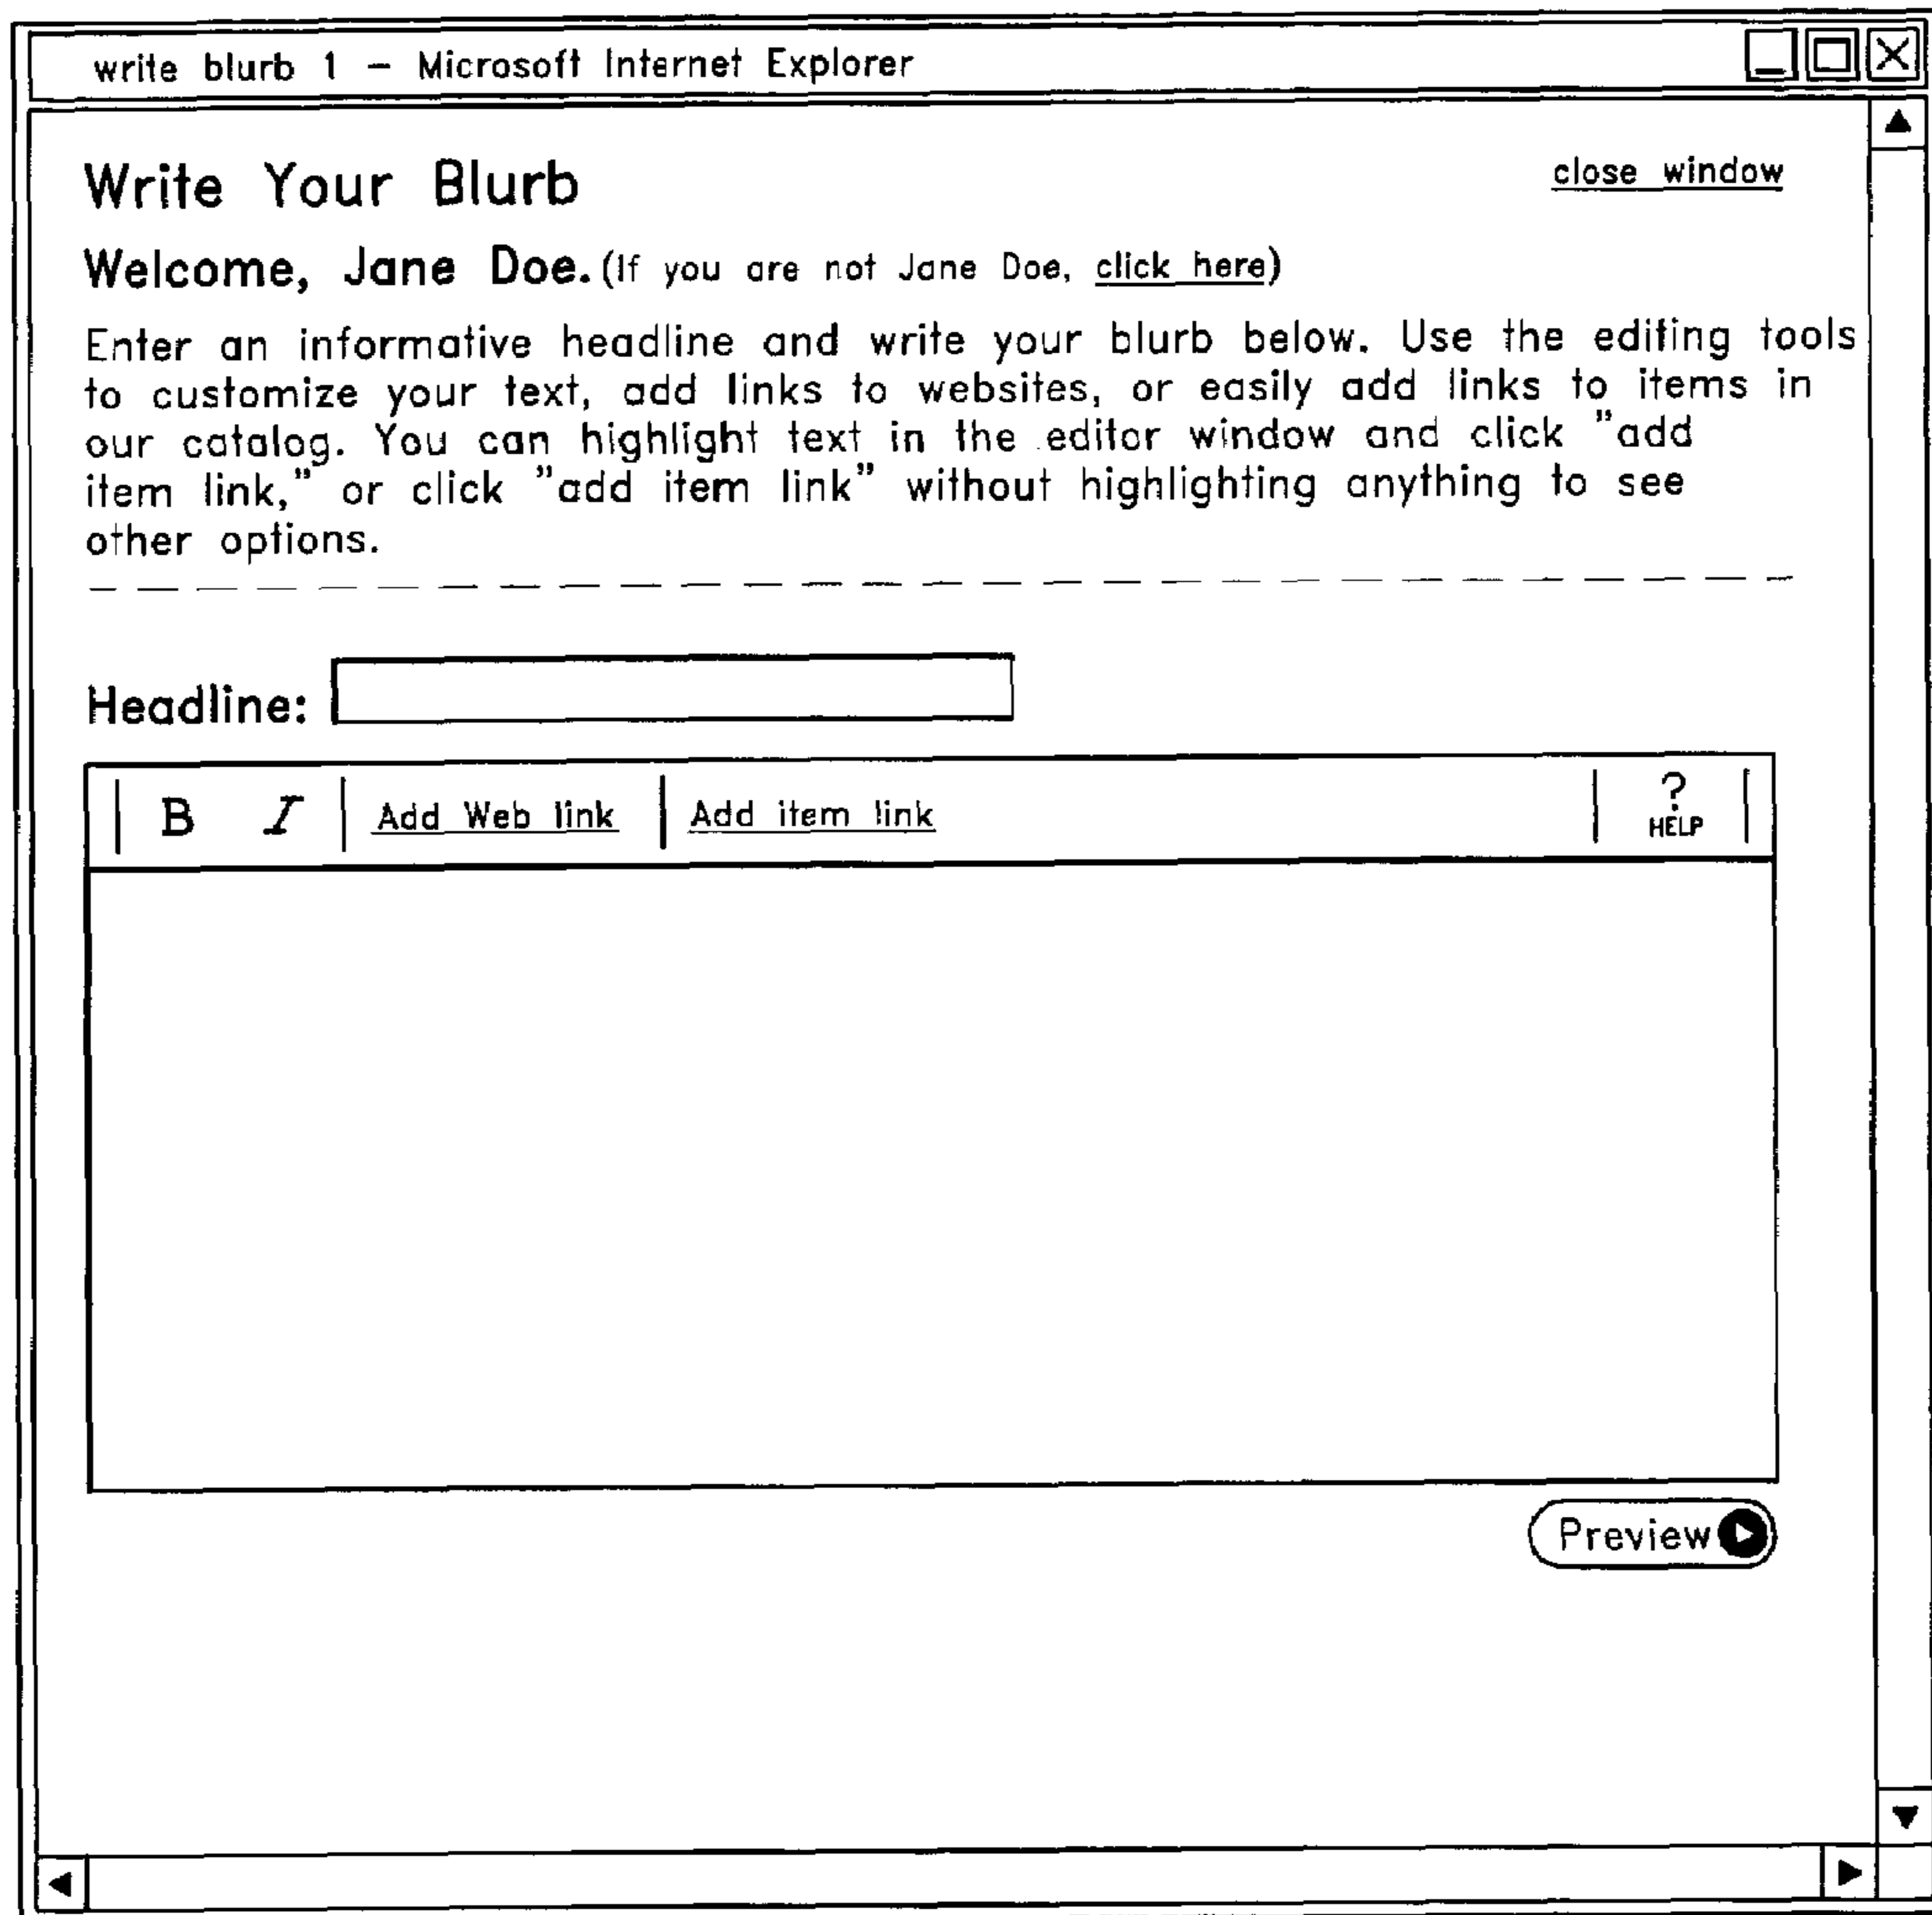 write blurb 1 – Microsoft Internet Explorer
Write Your Blurb
close window
Welcome, Jane Doe. (If you are not Jane Doe, click here)
Enter an informative headline and write your blurb below. Use the editing tools
to customize your text, add links to websites, or easily add links to items in
our catalog. You can highlight text in the editor window and click "add
item link," or click "add item link" without highlighting anything to see
other options.
Headline:
B I Add Web link Add item link ?
HELP
Preview